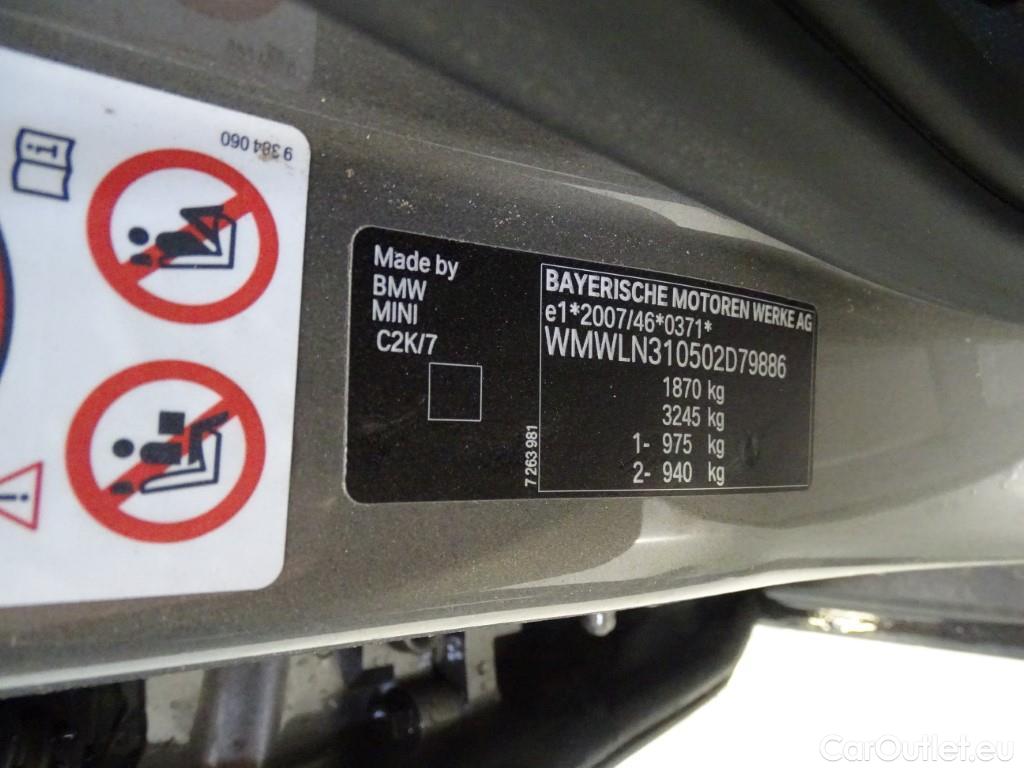 9 384 060
Made by
BMW
MINI
C2K/7
BAYERISCHE MOTOREN WERKE AG
e1*2007/46*0371*
WMWLN310502D79886
1870 kg
3245 kg
1- 975 kg
2- 940 kg
7 263 981
CarOutlet.eu